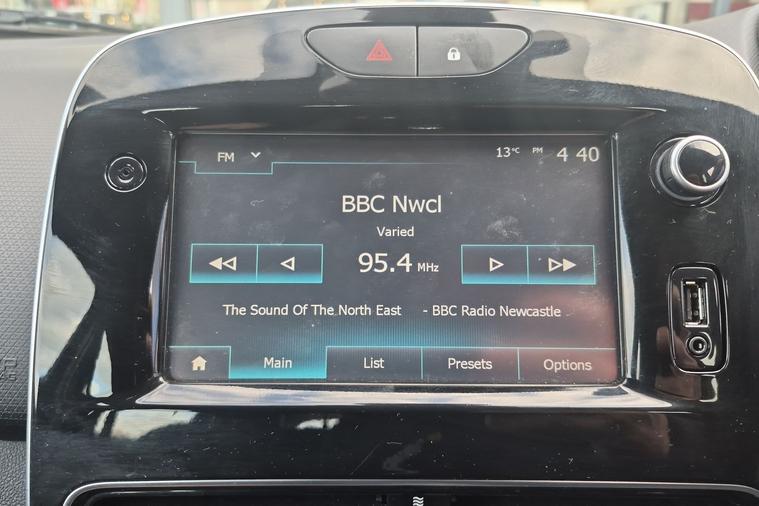 FM 13°C PM 4 40
BBC Nwcl
Varied
95.4 MHz
The Sound Of The North East - BBC Radio Newcastle
Main List Presets Options